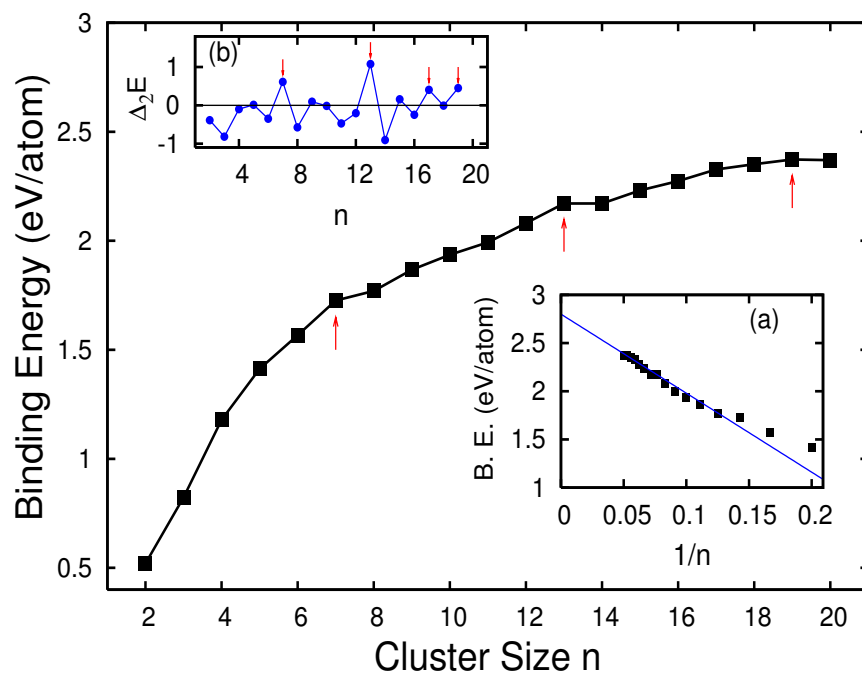 3
2.5
2
1.5
1
0.5
2 4 6 8 10 12 14 16 18 20
Binding Energy (eV/atom)
Cluster Size n
(b)
1
0
-1
4 8 12 16 20
Δ₂E
n
(a)
3
2.5
2
1.5
1
0 0.05 0.1 0.15 0.2
B. E. (eV/atom)
1/n